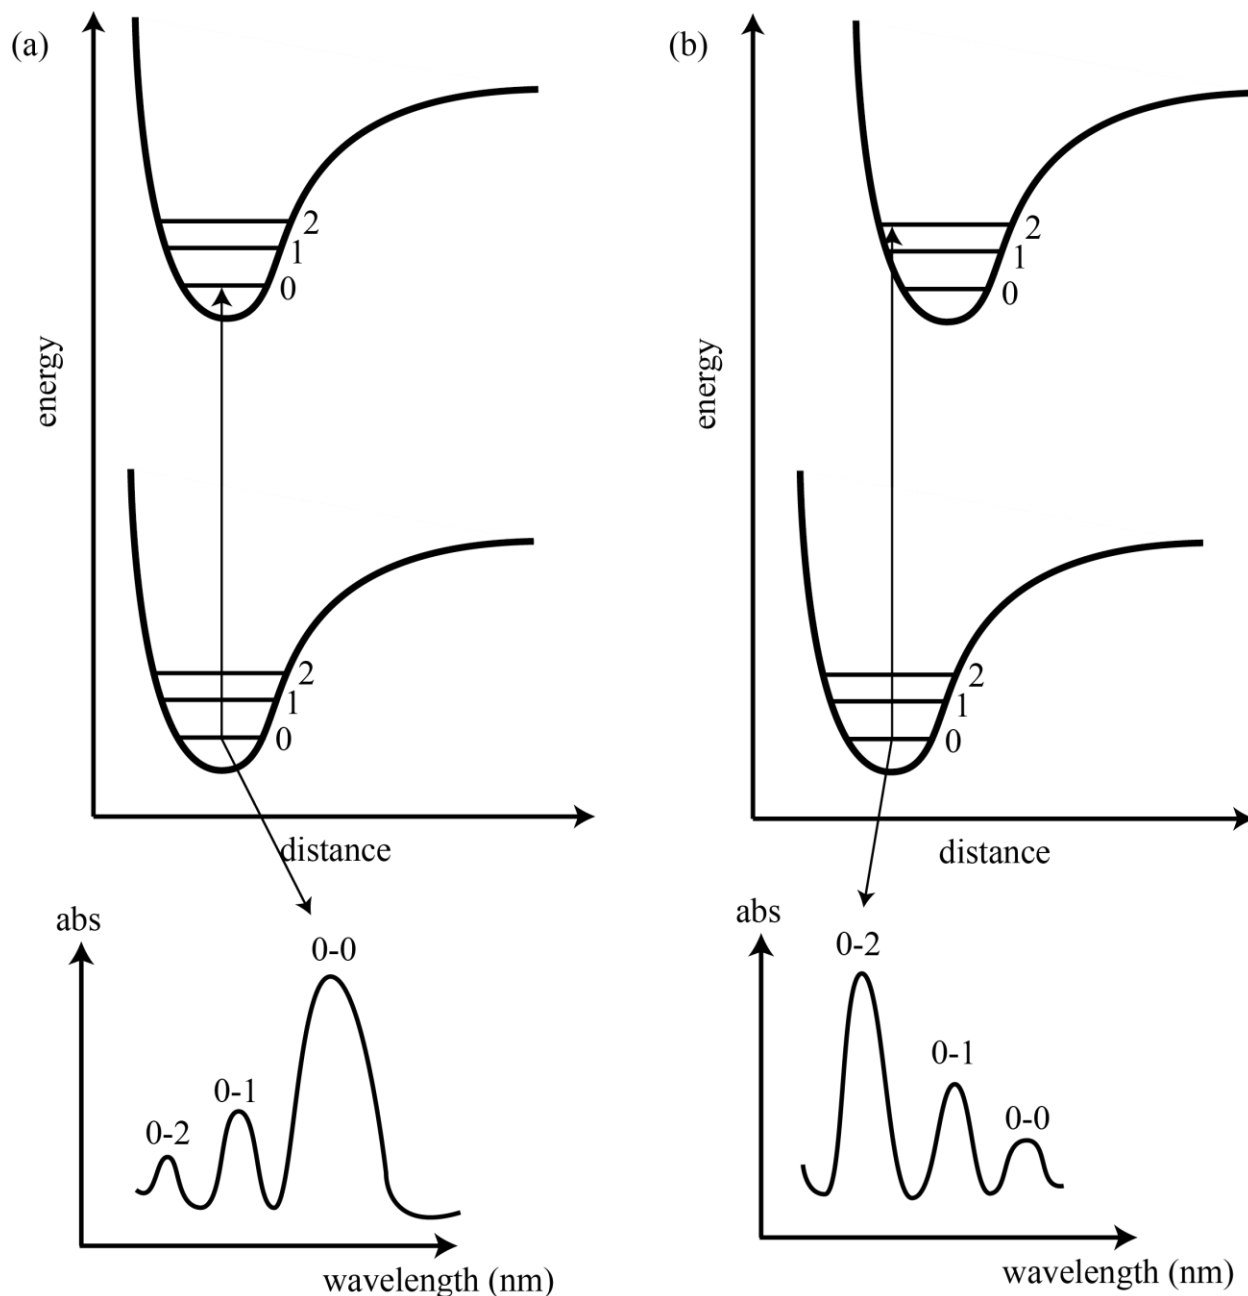 (a)
energy
2
1
0
2
1
0
distance
abs
0-0
0-1
0-2
wavelength (nm)
(b)
energy
2
1
0
2
1
0
distance
abs
0-2
0-1
0-0
wavelength (nm)